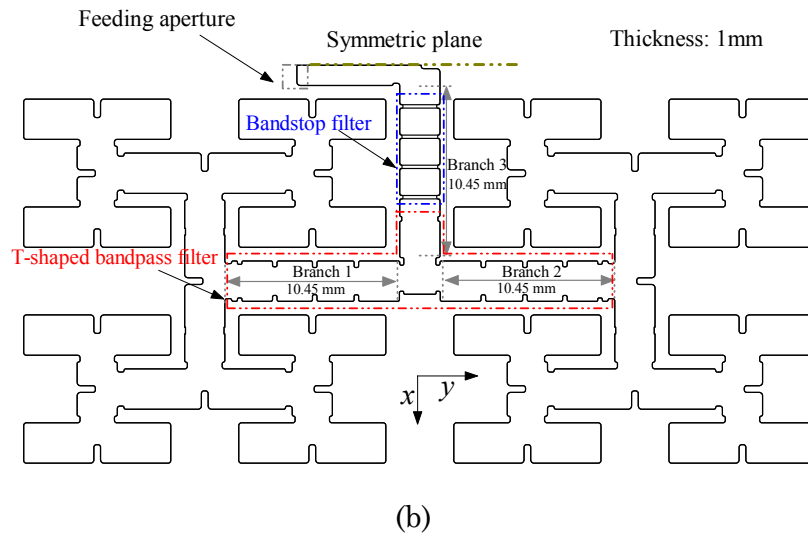 Feeding aperture
Symmetric plane
Thickness: 1mm
Bandstop filter
Branch 3
10.45 mm
T-shaped bandpass filter
Branch 1
10.45 mm
Branch 2
10.45 mm
x
y
(b)